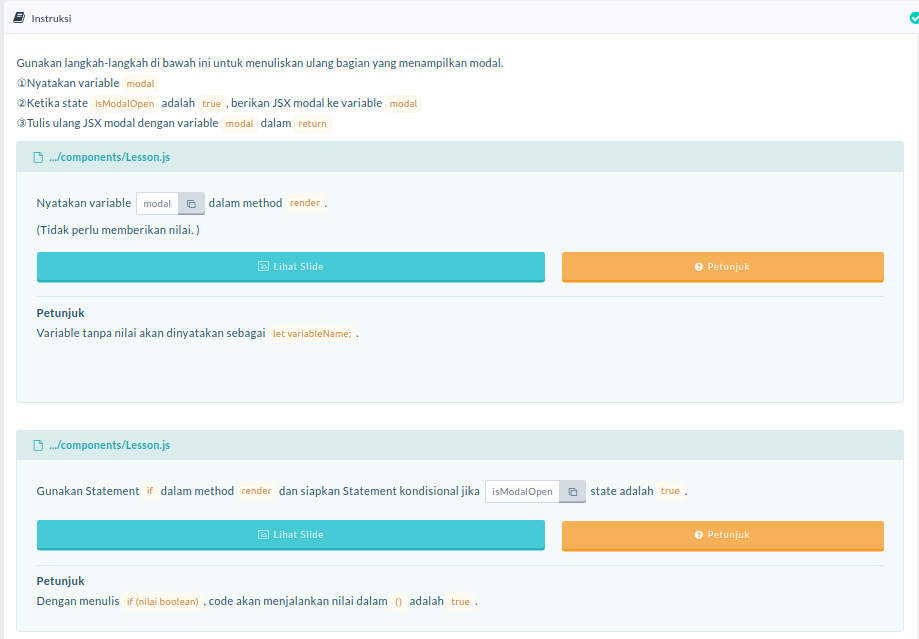 Instruksi
Gunakan langkah-langkah di bawah ini untuk menuliskan ulang bagian yang menampilkan modal.
①Nyatakan variable modal
②Ketika state isModalOpen adalah true , berikan JSX modal ke variable modal
③Tulis ulang JSX modal dengan variable modal dalam return
.../components/Lesson.js
Nyatakan variable modal dalam method render .
(Tidak perlu memberikan nilai. )
Lihat Slide Petunjuk
Petunjuk
Variable tanpa nilai akan dinyatakan sebagai let variableName; .
.../components/Lesson.js
Gunakan Statement if dalam method render dan siapkan Statement kondisional jika isModalOpen state adalah true .
Lihat Slide Petunjuk
Petunjuk
Dengan menulis if (nilai boolean) , code akan menjalankan nilai dalam () adalah true .